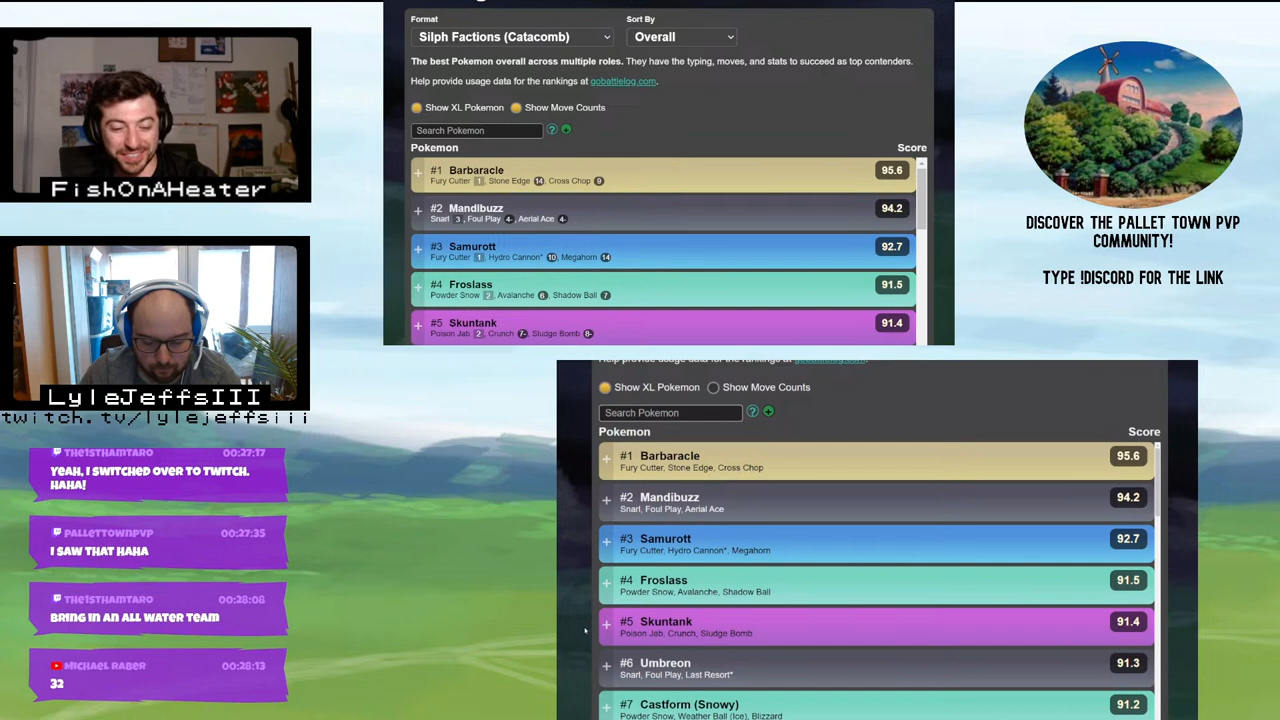 FishOnAHeater
LyleJeffsIII
twitch.tv/lylejeffsiii
THE1STHAMTARO 00:27:17
YEAH, I SWITCHED OVER TO TWITCH.
HAHA!
PALLETTOWNPVP 00:27:35
I SAW THAT HAHA
THE1STHAMTARO 00:28:08
BRING IN AN ALL WATER TEAM
MICHAEL RABER 00:28:13
32
Format
Sort By
Silph Factions (Catacomb)
Overall
The best Pokemon overall across multiple roles. They have the typing, moves, and stats to succeed as top contenders.
Help provide usage data for the rankings at gobattlelog.com.
Show XL Pokemon Show Move Counts
Search Pokemon ? +
Pokemon Score
+ #1 Barbaracle 95.6
Fury Cutter 1, Stone Edge 14, Cross Chop 9
+ #2 Mandibuzz 94.2
Snarl 3, Foul Play 4-, Aerial Ace 4-
+ #3 Samurott 92.7
Fury Cutter 1, Hydro Cannon* 10, Megahorn 14
+ #4 Froslass 91.5
Powder Snow 2, Avalanche 6, Shadow Ball 7
+ #5 Skuntank 91.4
Poison Jab 2, Crunch 7-, Sludge Bomb 8-
DISCOVER THE PALLET TOWN PVP
COMMUNITY!
TYPE !DISCORD FOR THE LINK
Help provide usage data for the rankings at gobattlelog.com.
Show XL Pokemon Show Move Counts
Search Pokemon ? +
Pokemon Score
+ #1 Barbaracle 95.6
Fury Cutter, Stone Edge, Cross Chop
+ #2 Mandibuzz 94.2
Snarl, Foul Play, Aerial Ace
+ #3 Samurott 92.7
Fury Cutter, Hydro Cannon*, Megahorn
+ #4 Froslass 91.5
Powder Snow, Avalanche, Shadow Ball
+ #5 Skuntank 91.4
Poison Jab, Crunch, Sludge Bomb
+ #6 Umbreon 91.3
Snarl, Foul Play, Last Resort*
+ #7 Castform (Snowy) 91.2
Powder Snow, Weather Ball (Ice), Blizzard